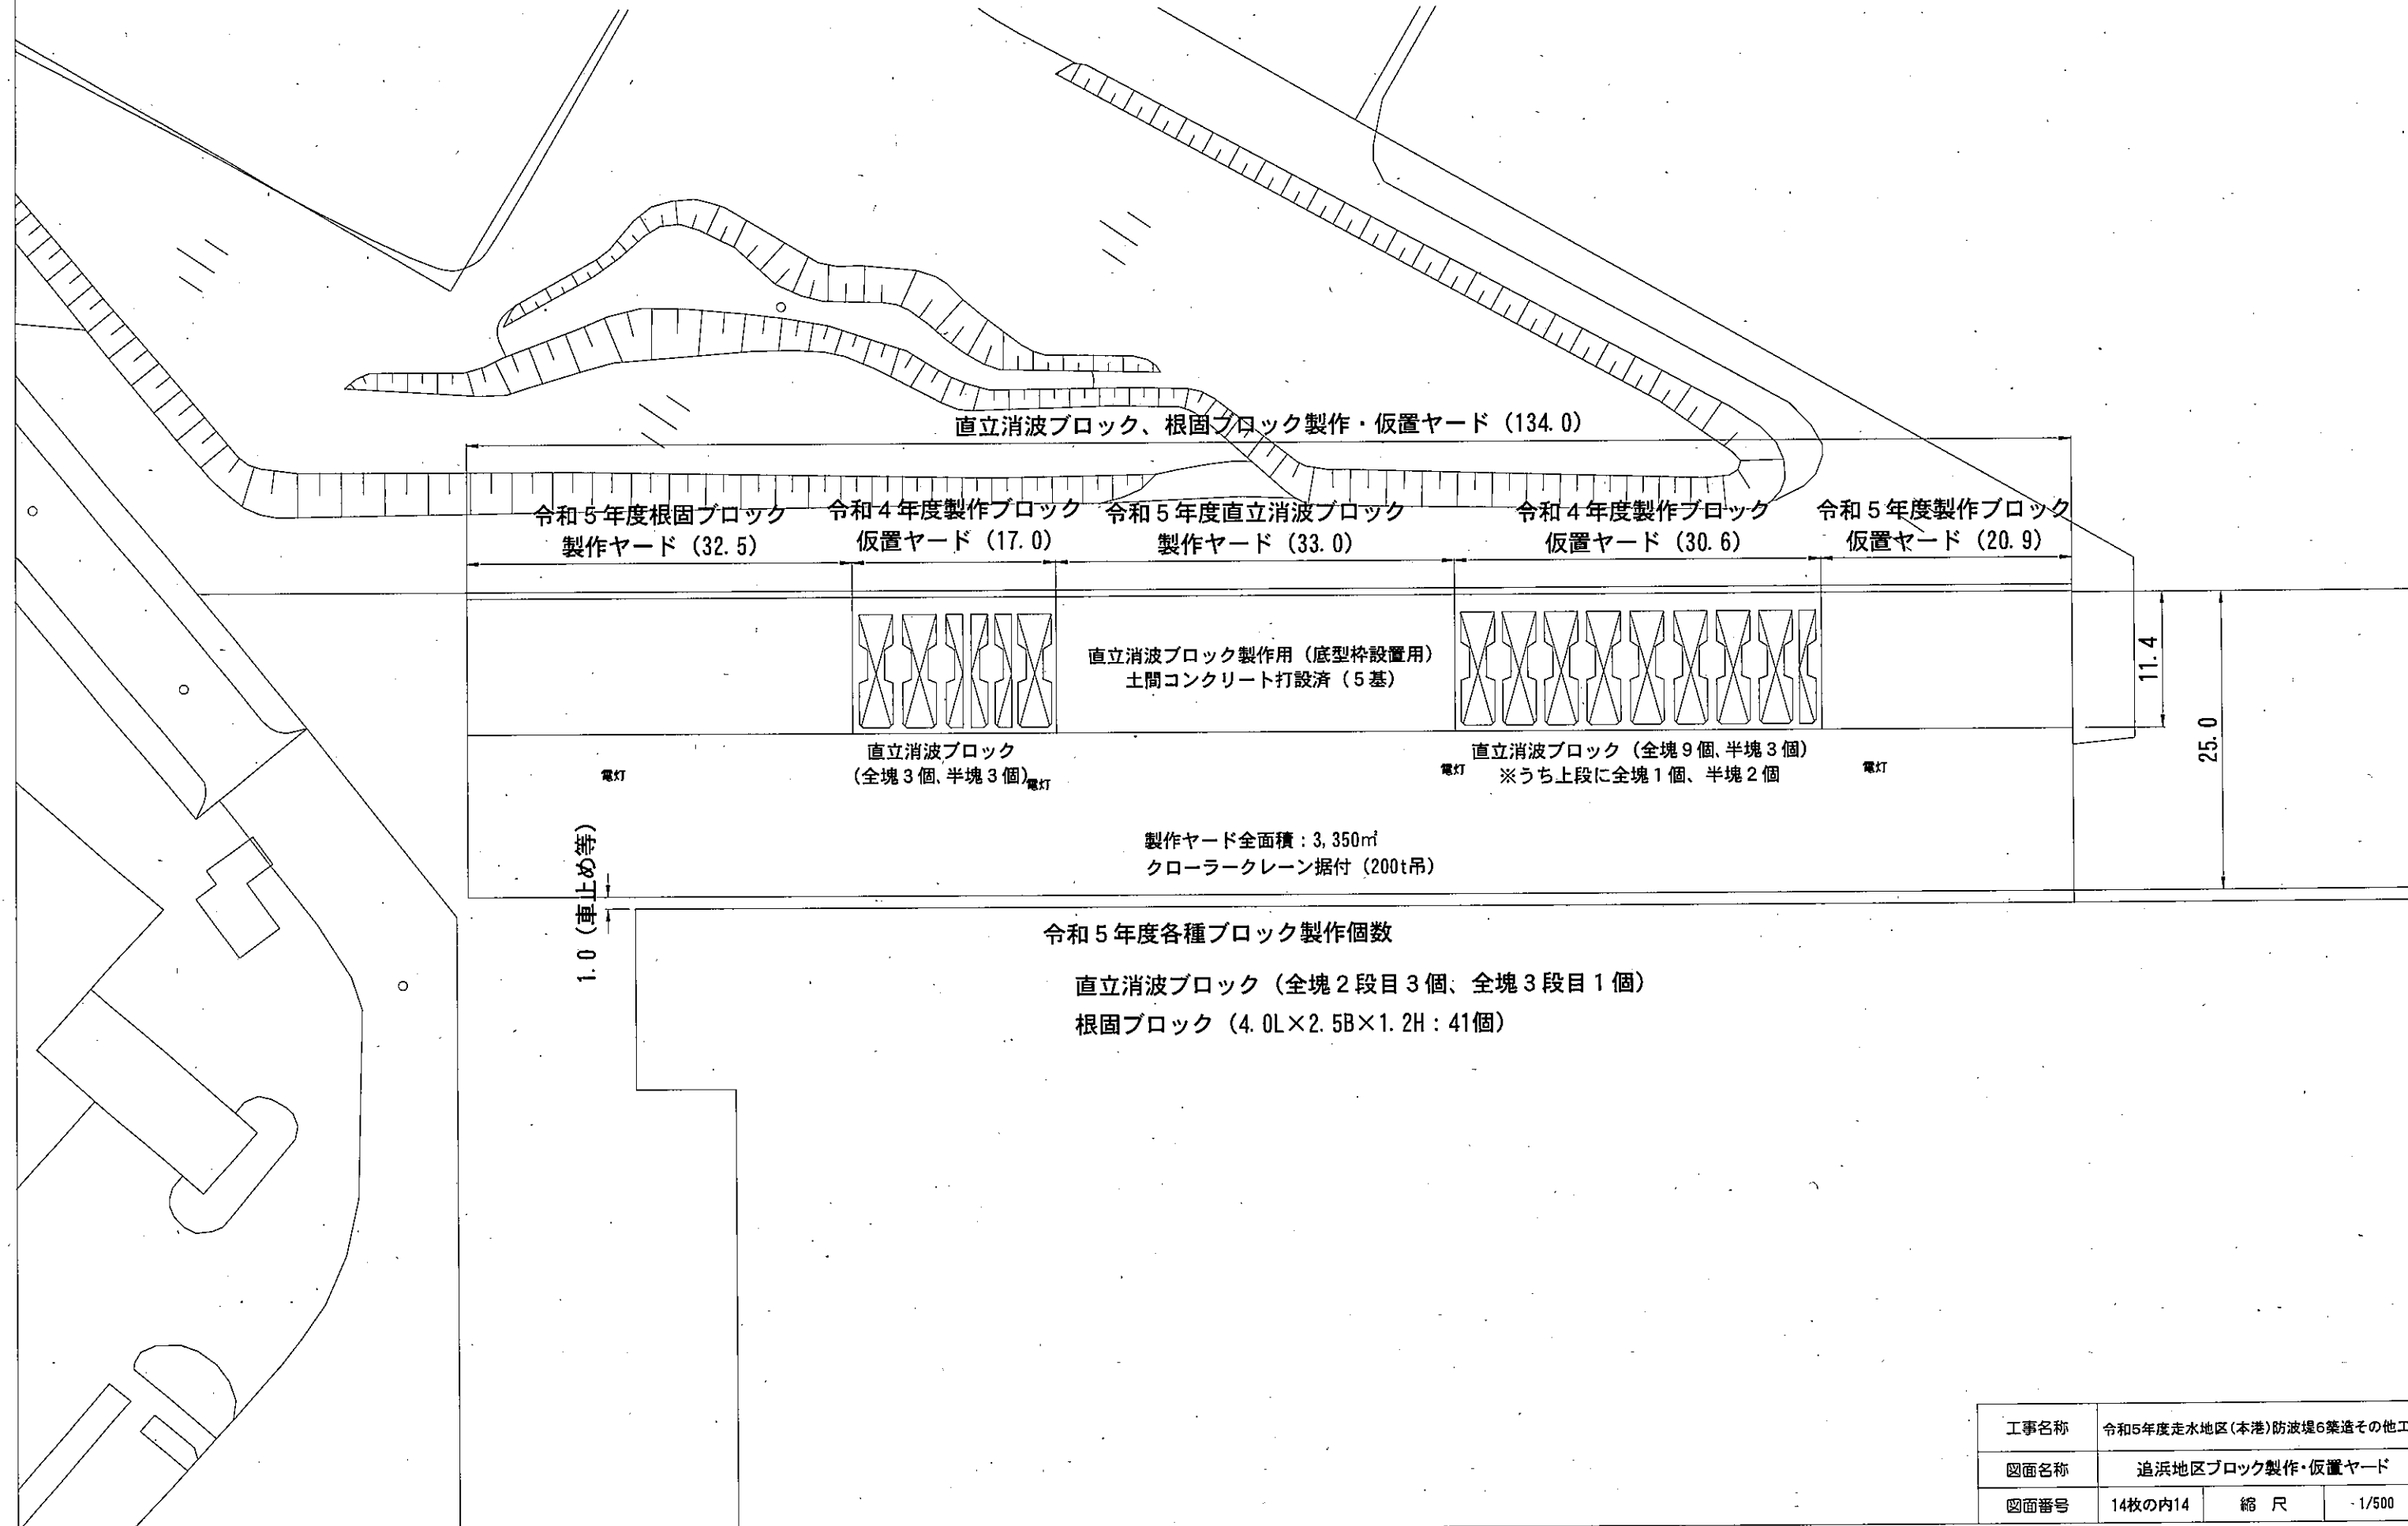 直立消波ブロック、根固ブロック製作・仮置ヤード（134.0）
令和５年度根固ブロック
製作ヤード（32.5）
令和４年度製作ブロック
仮置ヤード（17.0）
令和５年度直立消波ブロック
製作ヤード（33.0）
令和４年度製作ブロック
仮置ヤード（30.6）
令和５年度製作ブロック
仮置ヤード（20.9）
直立消波ブロック製作用（底型枠設置用）
土間コンクリート打設済（５基）
11.4
25.0
直立消波ブロック
（全塊３個、半塊３個）
直立消波ブロック（全塊９個、半塊３個）
※うち上段に全塊１個、半塊２個
電灯
電灯
電灯
電灯
製作ヤード全面積：3,350㎡
クローラークレーン据付（200t吊）
1.0（車止め等）
令和５年度各種ブロック製作個数
直立消波ブロック（全塊２段目３個、全塊３段目１個）
根固ブロック（4.0L×2.5B×1.2H：41個）
工事名称 令和5年度走水地区(本港)防波堤6築造その他工
図面名称 追浜地区ブロック製作・仮置ヤード
図面番号 14枚の内14 縮尺 1/500